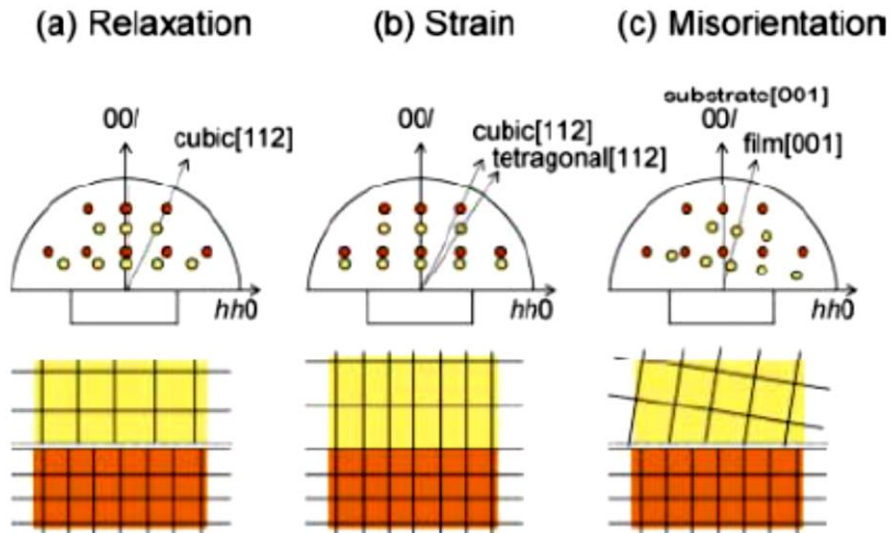 (a) Relaxation
(b) Strain
(c) Misorientation
00l
cubic[112]
hh0
00l
cubic[112]
tetragonal[112]
hh0
substrate[001]
00l
film[001]
hh0